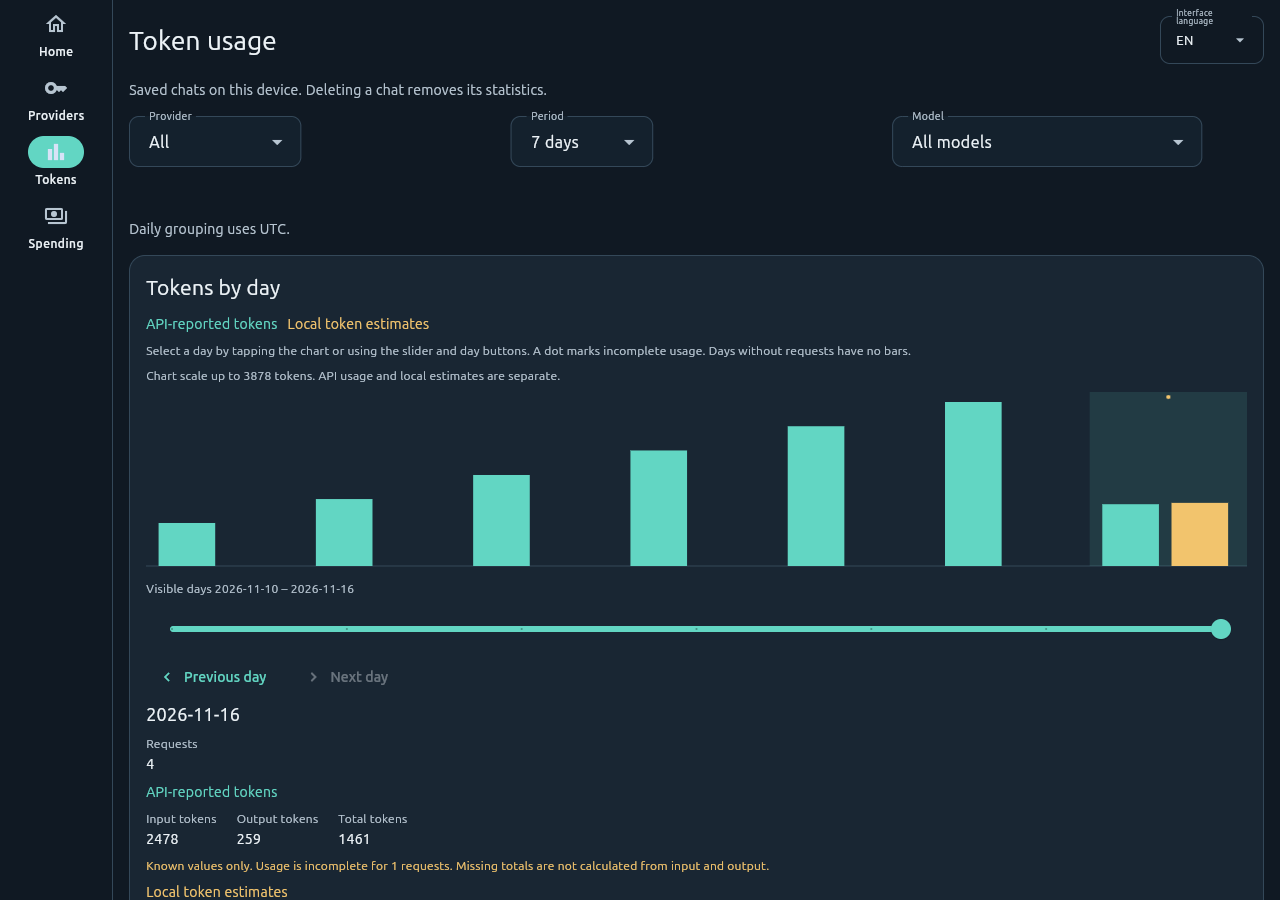 Home
Providers
Tokens
Spending
Token usage
Interface language
EN
Saved chats on this device. Deleting a chat removes its statistics.
Provider
All
Period
7 days
Model
All models
Daily grouping uses UTC.
Tokens by day
API-reported tokens Local token estimates
Select a day by tapping the chart or using the slider and day buttons. A dot marks incomplete usage. Days without requests have no bars.
Chart scale up to 3878 tokens. API usage and local estimates are separate.
Visible days 2026-11-10 – 2026-11-16
Previous day Next day
2026-11-16
Requests
4
API-reported tokens
Input tokens Output tokens Total tokens
2478 259 1461
Known values only. Usage is incomplete for 1 requests. Missing totals are not calculated from input and output.
Local token estimates